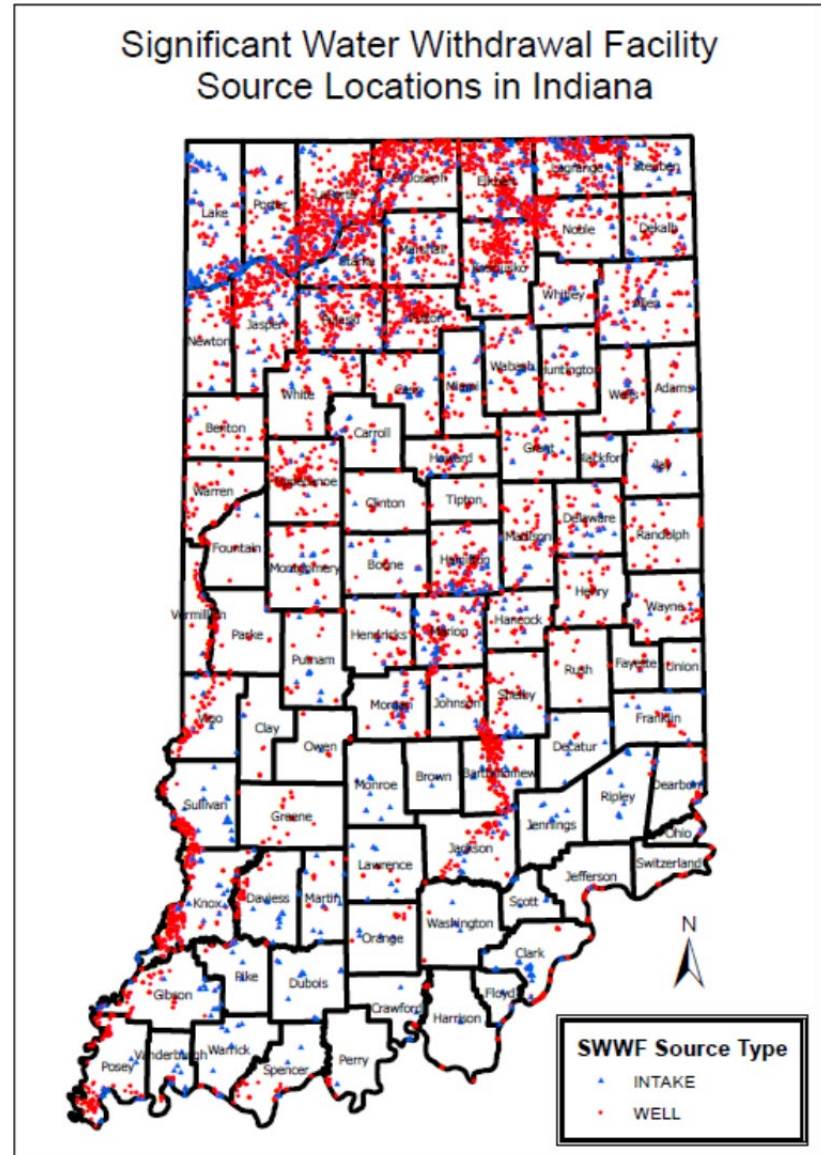 Significant Water Withdrawal Facility
Source Locations in Indiana
Lake
Porter
LaPorte
Elkhart
Lagrange
Steuben
Noble
Dekalb
Starke
Marshall
Whitley
Allen
Newton
Jasper
Pulaski
Fulton
White
Cass
Miami
Wabash
Huntington
Wells
Adams
Benton
Carroll
Howard
Grant
Blackford
Jay
Warren
Tippecanoe
Clinton
Tipton
Madison
Delaware
Randolph
Fountain
Montgomery
Boone
Hamilton
Henry
Wayne
Vermillion
Parke
Putnam
Hendricks
Marion
Hancock
Rush
Fayette
Union
Vigo
Clay
Owen
Morgan
Johnson
Shelby
Decatur
Franklin
Sullivan
Greene
Monroe
Brown
Bartholomew
Jennings
Ripley
Dearborn
Ohio
Switzerland
Knox
Daviess
Martin
Lawrence
Jackson
Jefferson
Scott
Orange
Washington
Clark
Gibson
Pike
Dubois
Crawford
Floyd
Harrison
Posey
Vanderburgh
Warrick
Spencer
Perry
N
SWWF Source Type
INTAKE
WELL